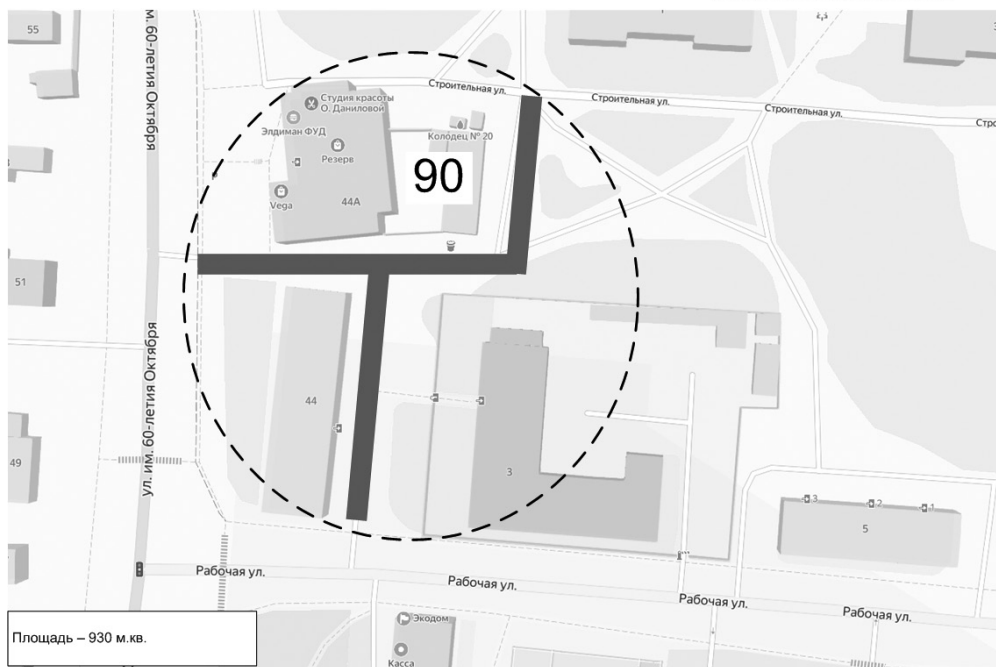 55
ул. им. 60-летия Октября
Строительная ул.
Строительная ул.
Строительная ул.
Стр
Студия красоты
О. Даниловой
Элдиман ФУД
Колодец № 20
Резерв
90
Vega
44А
51
ул. им. 60-летия Октября
44
49
3
3
2
1
5
Рабочая ул.
Рабочая ул.
Рабочая ул.
Рабочая ул.
Экодом
Касса
Площадь – 930 м.кв.